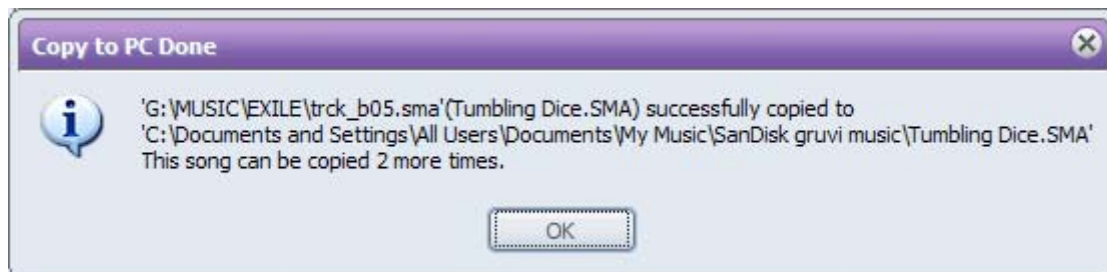 Copy to PC Done
'G:\MUSIC\EXILE\trck_b05.sma'(Tumbling Dice.SMA) successfully copied to
'C:\Documents and Settings\All Users\Documents\My Music\SanDisk gruvi music\Tumbling Dice.SMA'
This song can be copied 2 more times.
OK